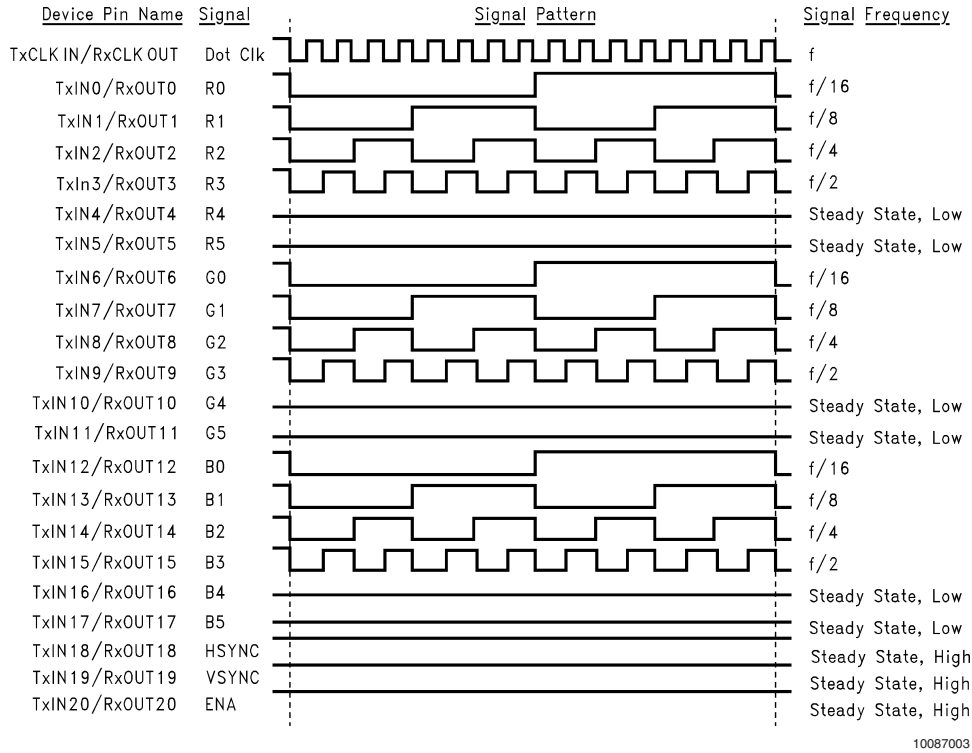 Device Pin Name Signal Signal Pattern Signal Frequency
TxCLK IN/RxCLK OUT Dot Clk f
TxIN0/RxOUT0 R0 f/16
TxIN1/RxOUT1 R1 f/8
TxIN2/RxOUT2 R2 f/4
TxIn3/RxOUT3 R3 f/2
TxIN4/RxOUT4 R4 Steady State, Low
TxIN5/RxOUT5 R5 Steady State, Low
TxIN6/RxOUT6 G0 f/16
TxIN7/RxOUT7 G1 f/8
TxIN8/RxOUT8 G2 f/4
TxIN9/RxOUT9 G3 f/2
TxIN10/RxOUT10 G4 Steady State, Low
TxIN11/RxOUT11 G5 Steady State, Low
TxIN12/RxOUT12 B0 f/16
TxIN13/RxOUT13 B1 f/8
TxIN14/RxOUT14 B2 f/4
TxIN15/RxOUT15 B3 f/2
TxIN16/RxOUT16 B4 Steady State, Low
TxIN17/RxOUT17 B5 Steady State, Low
TxIN18/RxOUT18 HSYNC Steady State, High
TxIN19/RxOUT19 VSYNC Steady State, High
TxIN20/RxOUT20 ENA Steady State, High
10087003